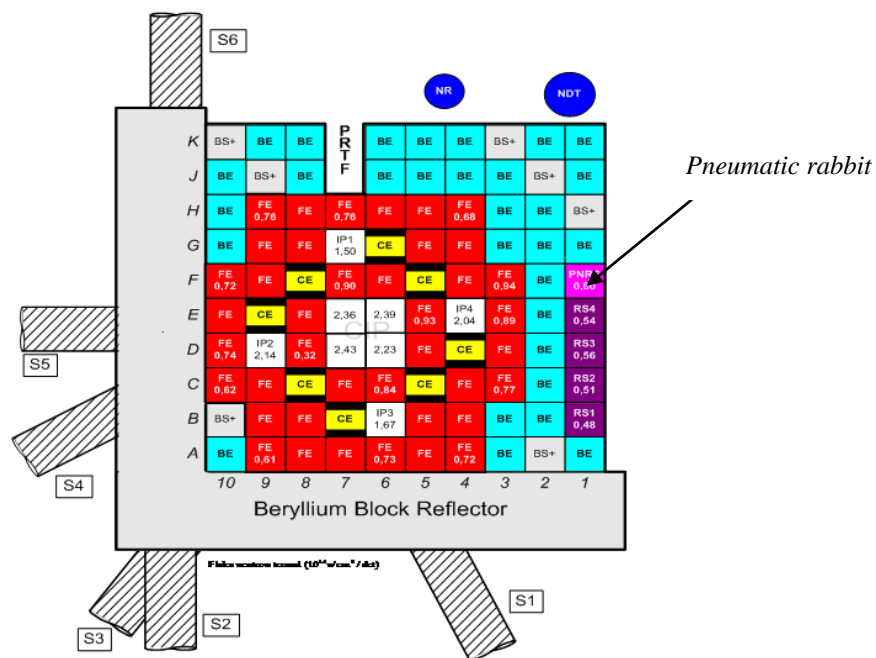 S6
NR
NDT
PRTF
Pneumatic rabbit
K BS+ BE BE BE BE BE BS+ BE BE
J BE BS+ BE BE BE BE BE BS+ BE
H BE FE FE FE FE FE FE BE BE BS+
0,76 0,76 0,68
G BE FE FE IP1 CE FE FE BE BE BE
1,50
F FE FE CE FE FE CE FE FE BE
0,72 0,90 0,94
E FE CE FE 2,36 2,39 FE IP4 FE BE RS4
0,93 2,04 0,89 0,54
CIP
D FE IP2 FE 2,43 2,23 FE CE FE BE RS3
0,74 2,14 0,32 0,56
C FE FE CE FE FE CE FE FE BE RS2
0,62 0,84 0,77 0,51
B BS+ FE FE CE IP3 FE FE BE BE RS1
1,67 0,48
A BE FE FE FE FE FE FE BE BS+ BE
0,61 0,73 0,72
10 9 8 7 6 5 4 3 2 1
S5
S4
Beryllium Block Reflector
S1
S3
S2